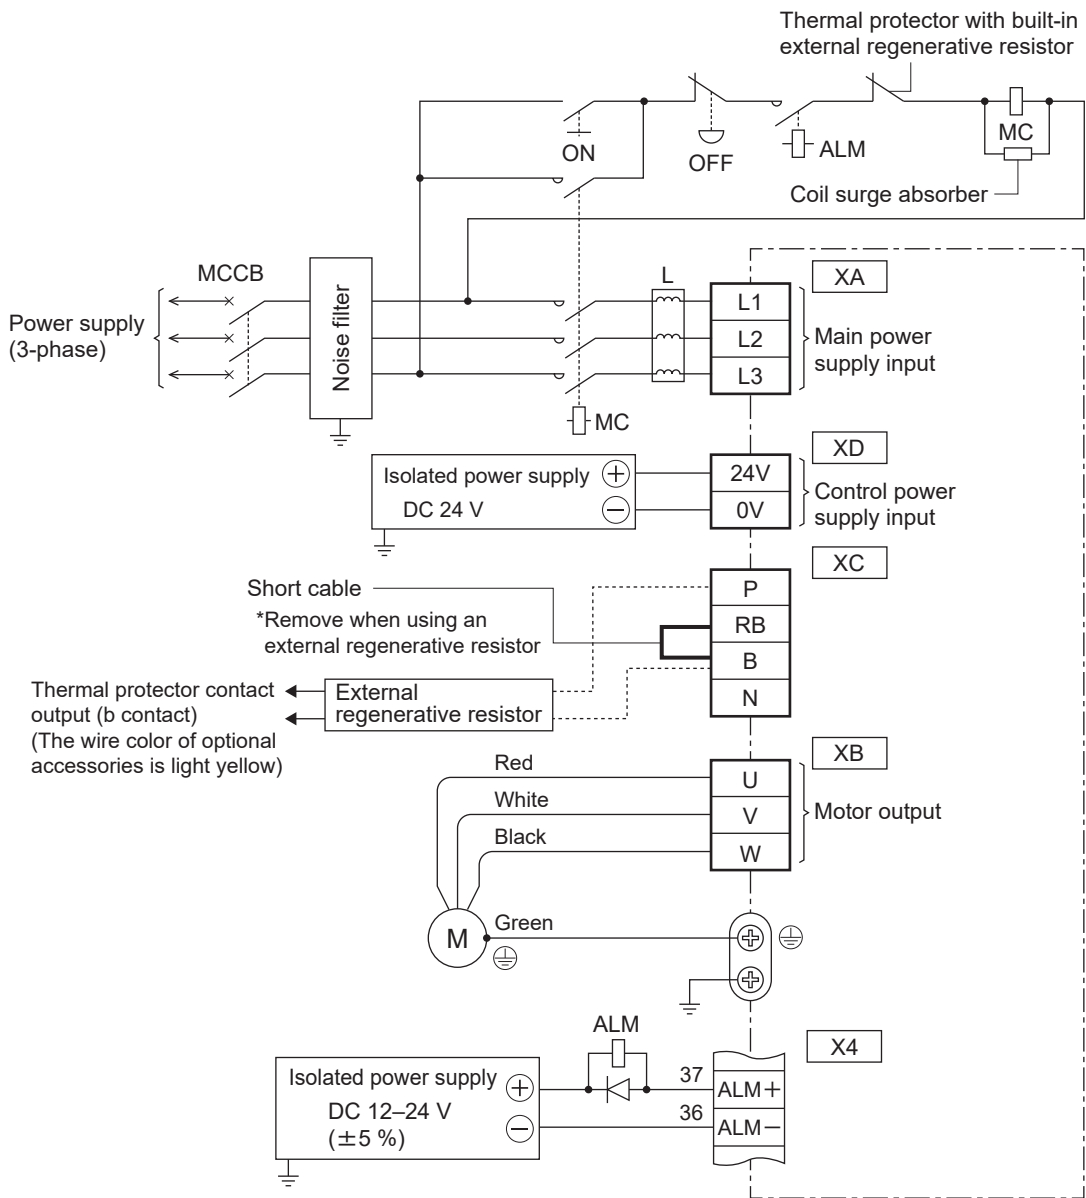 Thermal protector with built-in
external regenerative resistor
ON
OFF
ALM
MC
Coil surge absorber
MCCB
L
XA
Power supply
(3-phase)
Noise filter
L1
L2
L3
Main power
supply input
MC
XD
Isolated power supply
DC 24 V
+
−
24V
0V
Control power
supply input
XC
Short cable
*Remove when using an
external regenerative resistor
P
RB
B
N
Thermal protector contact
output (b contact)
(The wire color of optional
accessories is light yellow)
External
regenerative resistor
XB
Red
White
Black
U
V
W
Motor output
M
Green
ALM
X4
Isolated power supply
DC 12–24 V
(±5 %)
+
−
37
36
ALM+
ALM−